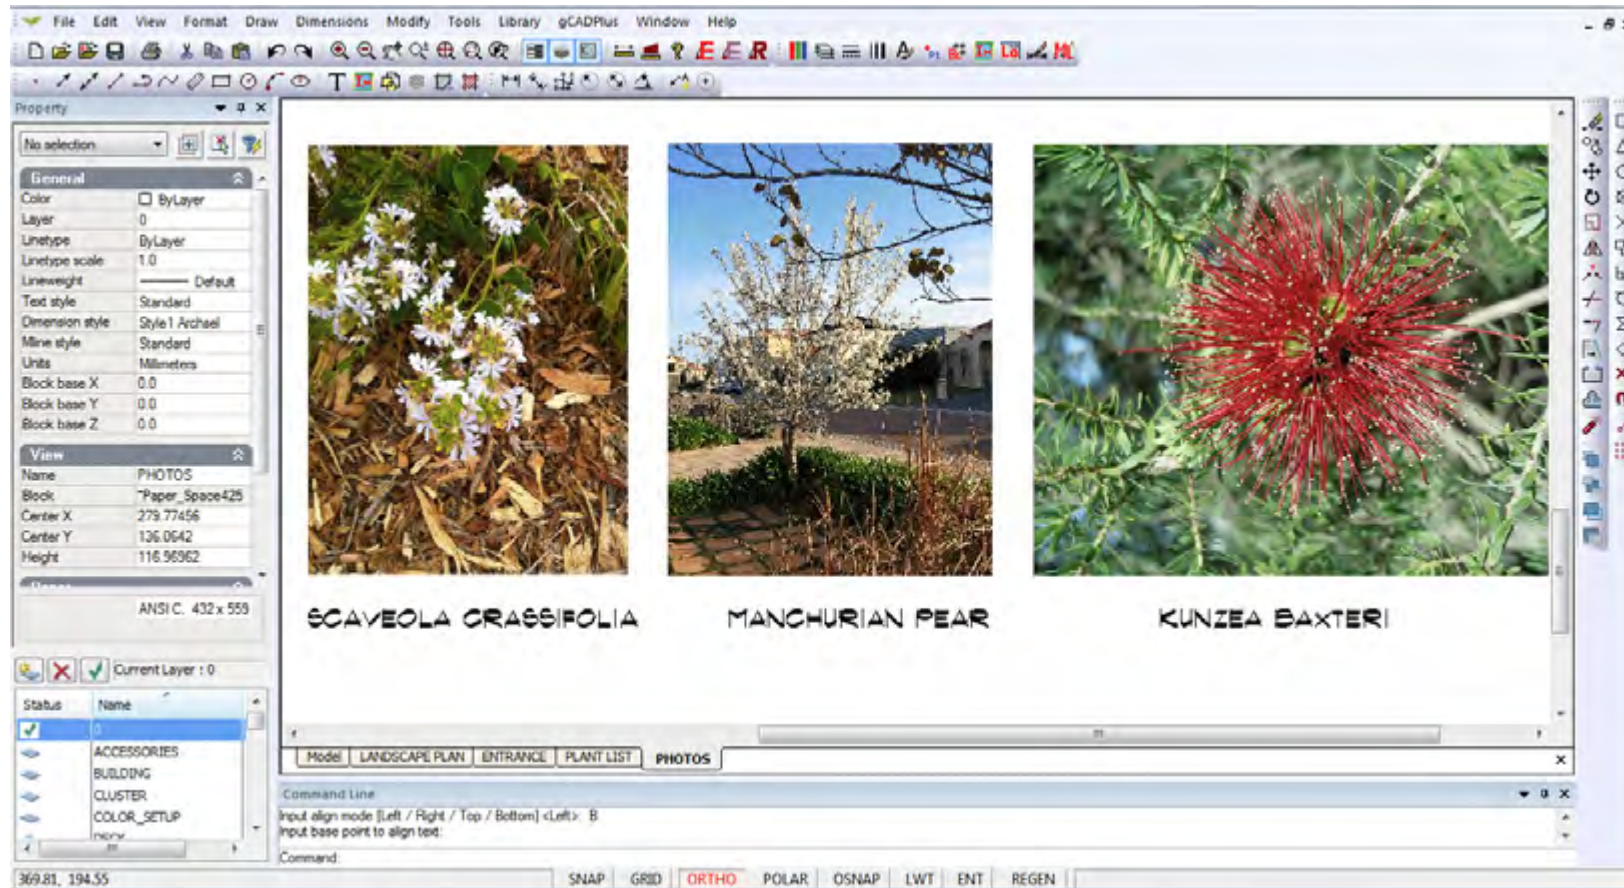 File Edit View Format Draw Dimensions Modify Tools Library gCADPlus Window Help
Property
No selection
General
Color ByLayer
Layer 0
Linetype ByLayer
Linetype scale 1.0
Lineweight Default
Text style Standard
Dimension style Style1 Archsel
Mline style Standard
Units Millimeters
Block base X 0.0
Block base Y 0.0
Block base Z 0.0
View
Name PHOTOS
Block *Paper_Space425
Center X 279.77456
Center Y 136.0642
Height 116.96962
ANSI C. 432 x 559
Current Layer : 0
Status Name
0
ACCESSORIES
BUILDING
CLUSTER
COLOR_SETUP
DECK
SCAVEOLA CRASSIFOLIA
MANCHURIAN PEAR
KUNZEA BAXTERI
Model LANDSCAPE PLAN ENTRANCE PLANT LIST PHOTOS
Command Line
Input align mode [Left / Right / Top / Bottom] <Left>: B
Input base point to align text:
Command:
369.81, 194.55 SNAP GRID ORTHO POLAR OSNAP LWT ENT REGEN